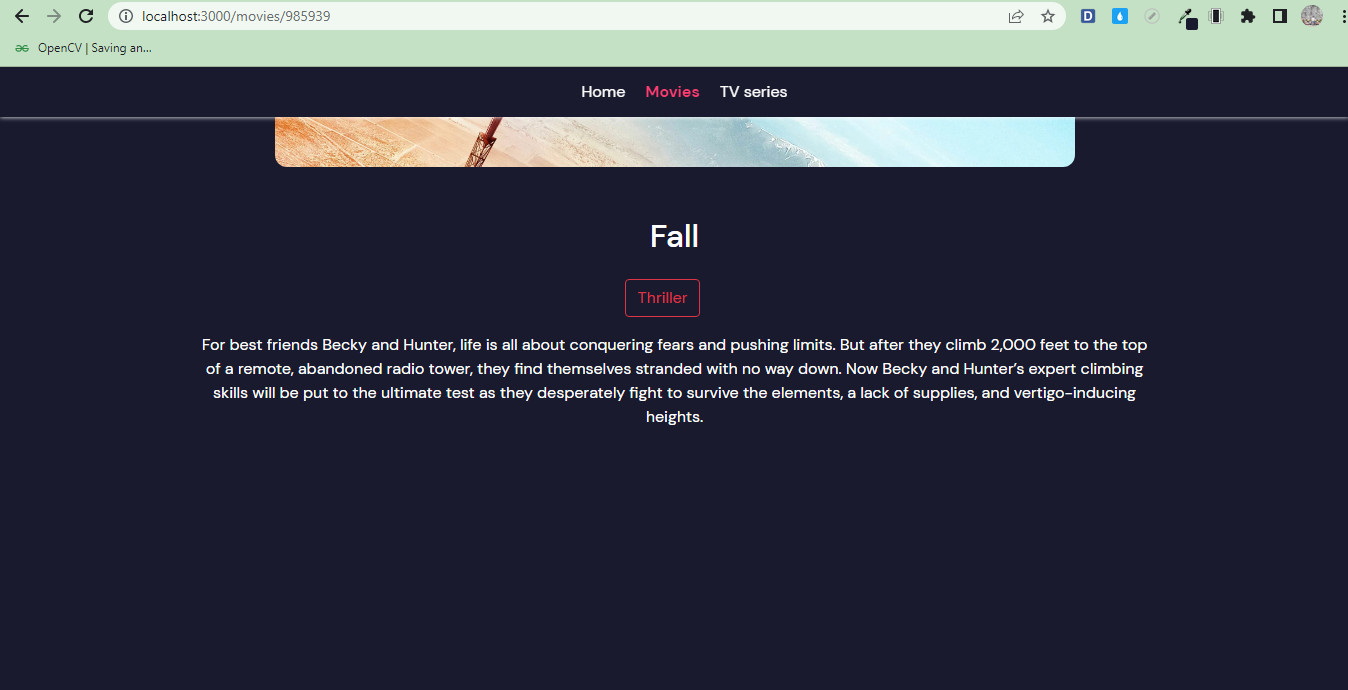 localhost:3000/movies/985939
D
OpenCV | Saving an...
Home Movies TV series
Fall
Thriller
For best friends Becky and Hunter, life is all about conquering fears and pushing limits. But after they climb 2,000 feet to the top
of a remote, abandoned radio tower, they find themselves stranded with no way down. Now Becky and Hunter’s expert climbing
skills will be put to the ultimate test as they desperately fight to survive the elements, a lack of supplies, and vertigo-inducing
heights.